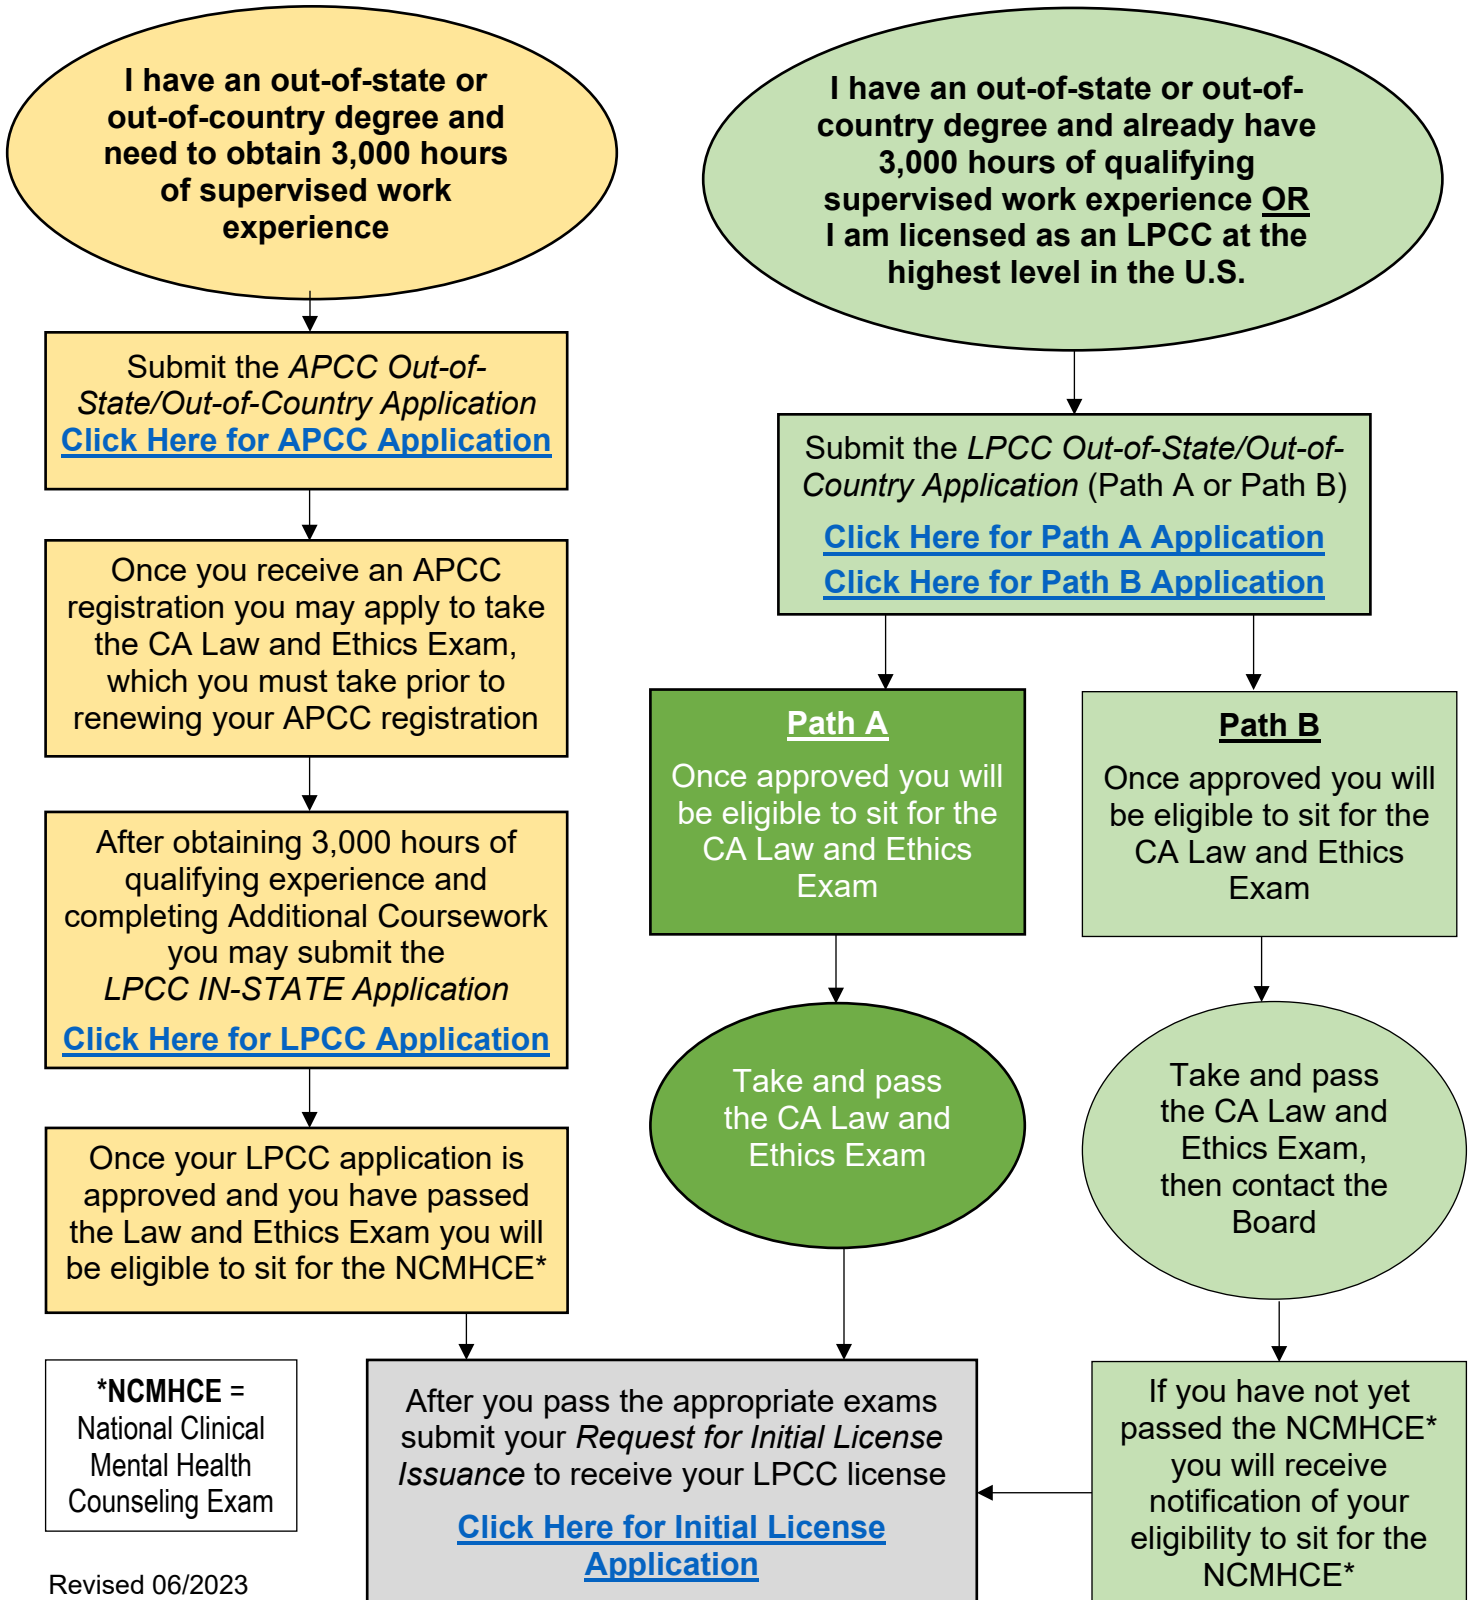 I have an out-of-state or
out-of-country degree and
need to obtain 3,000 hours
of supervised work
experience
Submit the APCC Out-of-
State/Out-of-Country Application
Click Here for APCC Application
Once you receive an APCC
registration you may apply to take
the CA Law and Ethics Exam,
which you must take prior to
renewing your APCC registration
After obtaining 3,000 hours of
qualifying experience and
completing Additional Coursework
you may submit the
LPCC IN-STATE Application
Click Here for LPCC Application
Once your LPCC application is
approved and you have passed
the Law and Ethics Exam you will
be eligible to sit for the NCMHCE*
I have an out-of-state or out-of-
country degree and already have
3,000 hours of qualifying
supervised work experience OR
I am licensed as an LPCC at the
highest level in the U.S.
Submit the LPCC Out-of-State/Out-of-
Country Application (Path A or Path B)
Click Here for Path A Application
Click Here for Path B Application
Path A
Once approved you will
be eligible to sit for the
CA Law and Ethics
Exam
Take and pass
the CA Law and
Ethics Exam
Path B
Once approved you will
be eligible to sit for the
CA Law and Ethics
Exam
Take and pass
the CA Law and
Ethics Exam,
then contact the
Board
If you have not yet
passed the NCMHCE*
you will receive
notification of your
eligibility to sit for the
NCMHCE*
After you pass the appropriate exams
submit your Request for Initial License
Issuance to receive your LPCC license
Click Here for Initial License
Application
*NCMHCE =
National Clinical
Mental Health
Counseling Exam
Revised 06/2023